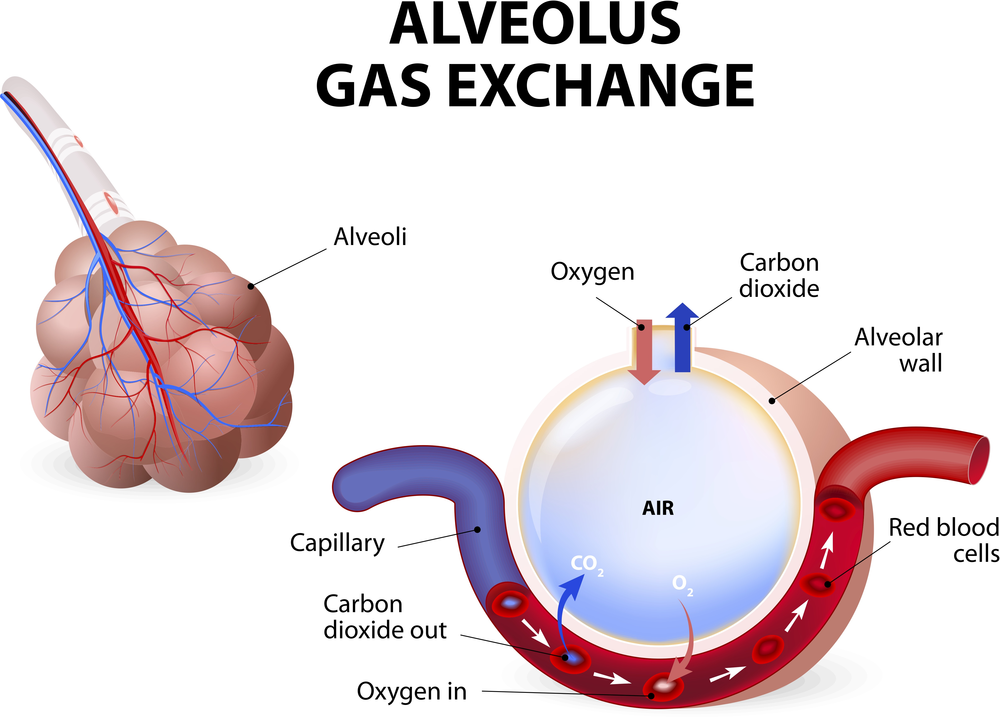 ALVEOLUS
GAS EXCHANGE
Alveoli
Oxygen
Carbon
dioxide
Alveolar
wall
AIR
Capillary
Red blood
cells
CO₂
O₂
Carbon
dioxide out
Oxygen in